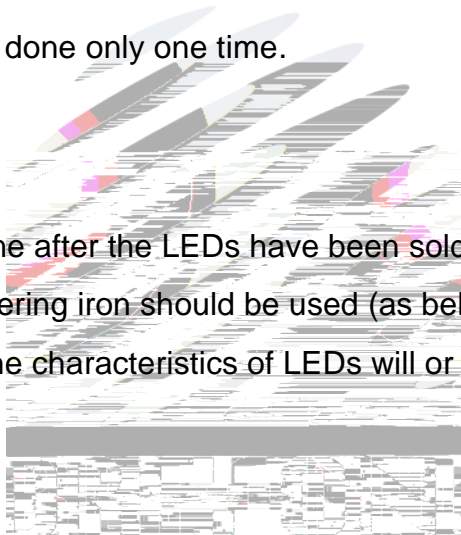 done only one time.
ne after the LEDs have been sold
ering iron should be used (as bel
ne characteristics of LEDs will or